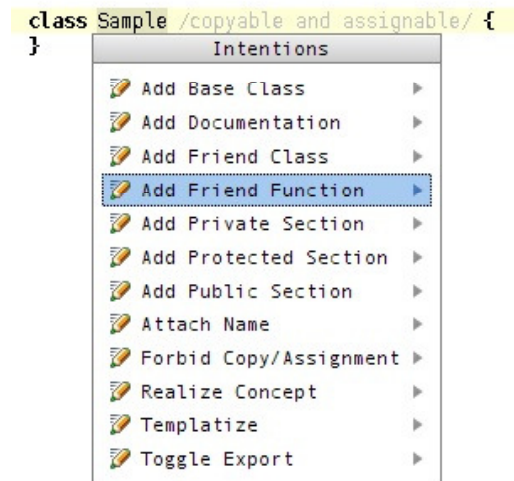 class Sample /copyable and assignable/ {
}
Intentions
Add Base Class
Add Documentation
Add Friend Class
Add Friend Function
Add Private Section
Add Protected Section
Add Public Section
Attach Name
Forbid Copy/Assignment
Realize Concept
Templatize
Toggle Export